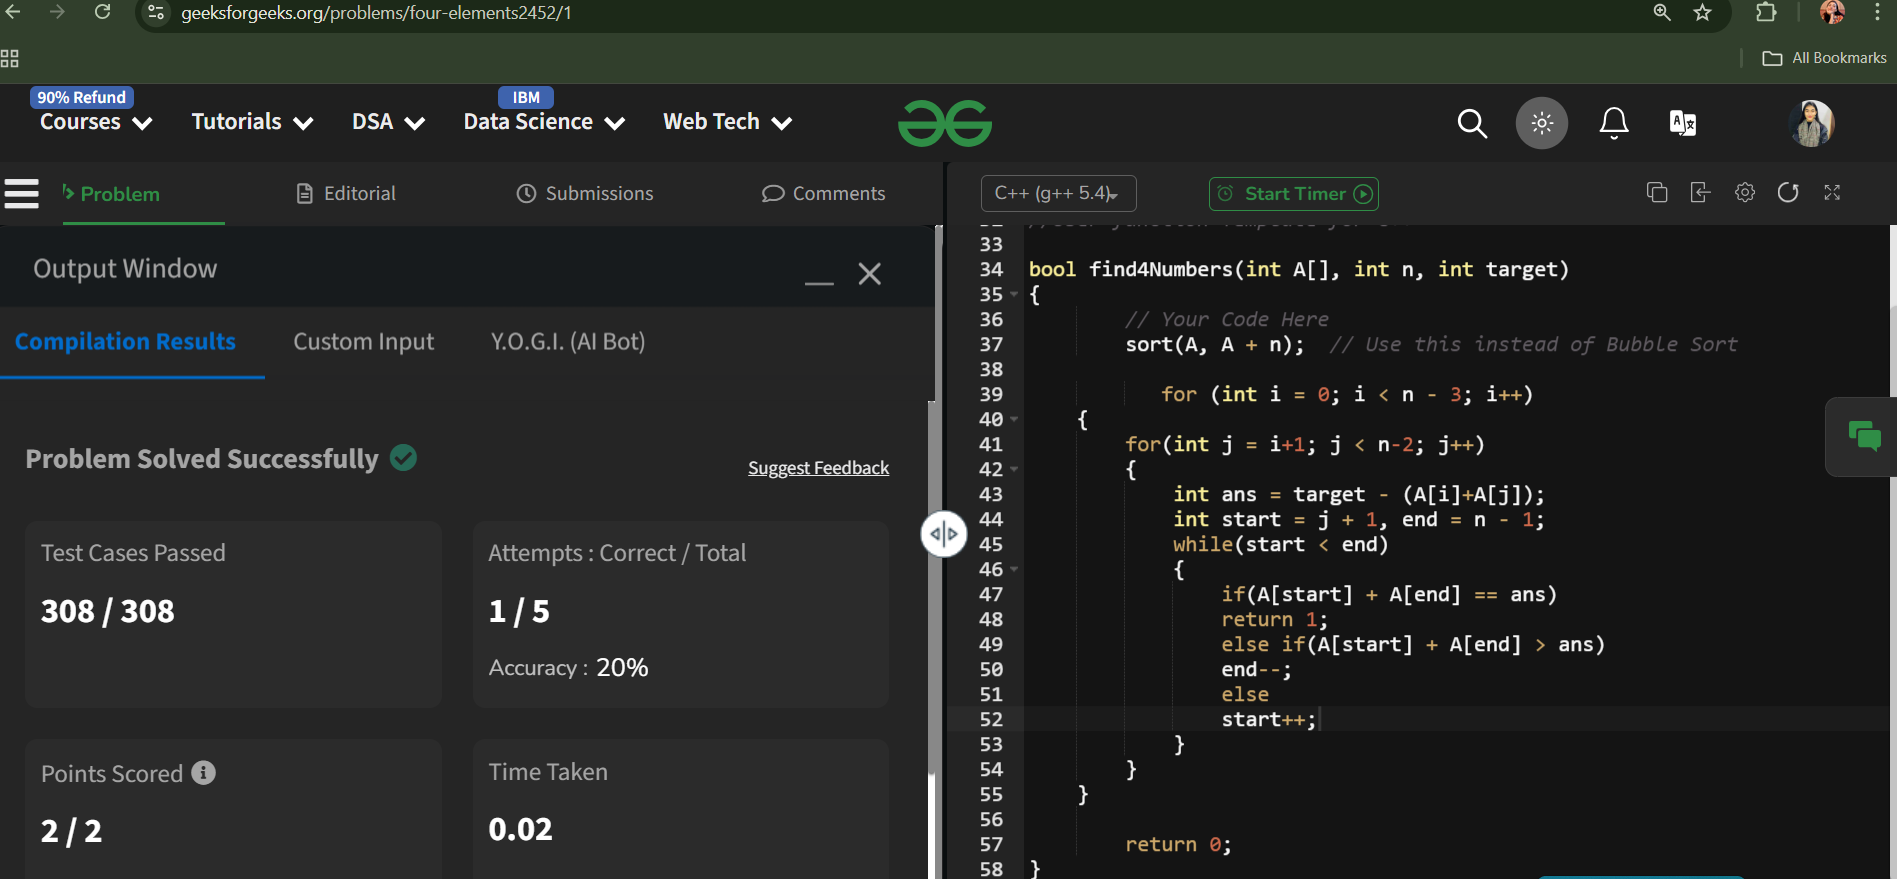 geeksforgeeks.org/problems/four-elements2452/1
All Bookmarks
90% Refund
IBM
Courses
Tutorials
DSA
Data Science
Web Tech
Problem
Editorial
Submissions
Comments
C++ (g++ 5.4)
Start Timer
Output Window
Compilation Results
Custom Input
Y.O.G.I. (AI Bot)
Problem Solved Successfully
Suggest Feedback
Test Cases Passed
308 / 308
Attempts : Correct / Total
1 / 5
Accuracy : 20%
Points Scored
2 / 2
Time Taken
0.02
33
34 bool find4Numbers(int A[], int n, int target)
35 {
36 // Your Code Here
37 sort(A, A + n);  // Use this instead of Bubble Sort
38
39 for (int i = 0; i < n - 3; i++)
40 {
41 for(int j = i+1; j < n-2; j++)
42 {
43 int ans = target - (A[i]+A[j]);
44 int start = j + 1, end = n - 1;
45 while(start < end)
46 {
47 if(A[start] + A[end] == ans)
48 return 1;
49 else if(A[start] + A[end] > ans)
50 end--;
51 else
52 start++;
53 }
54 }
55 }
56
57 return 0;
58 }